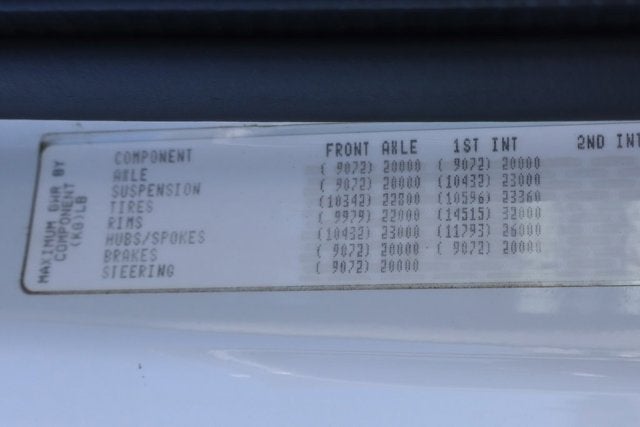 MAXIMUM GWR BY
COMPONENT
(KG)LB
COMPONENT FRONT AXLE 1ST INT 2ND INT
AXLE ( 9072) 20000 ( 9072) 20000
SUSPENSION ( 9072) 20000 (10432) 23000
TIRES (10342) 22800 (10596) 23360
RIMS ( 9979) 22000 (14515) 32000
HUBS/SPOKES (10432) 23000 (11793) 26000
BRAKES ( 9072) 20000 ( 9072) 20000
STEERING ( 9072) 20000